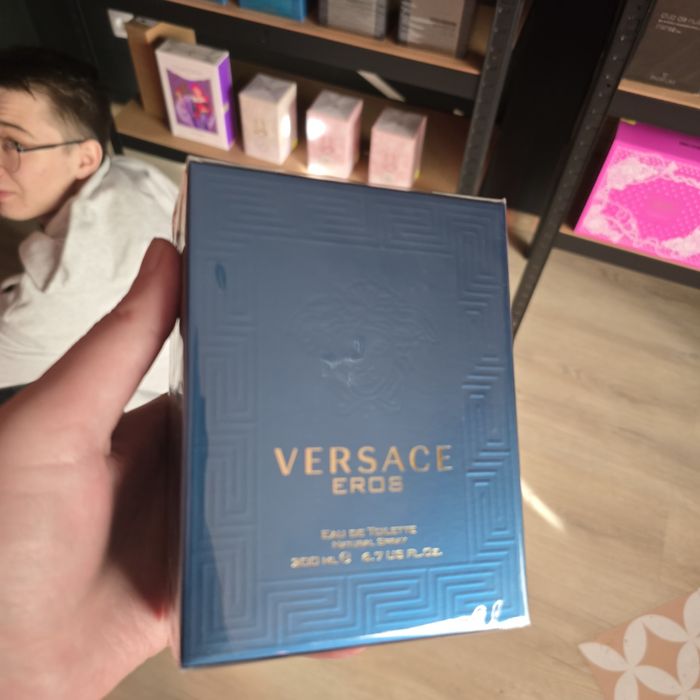 VERSACE
EROS
EAU DE TOILETTE
NATURAL SPRAY
200 ML ℮ 6.7 US FL.OZ.